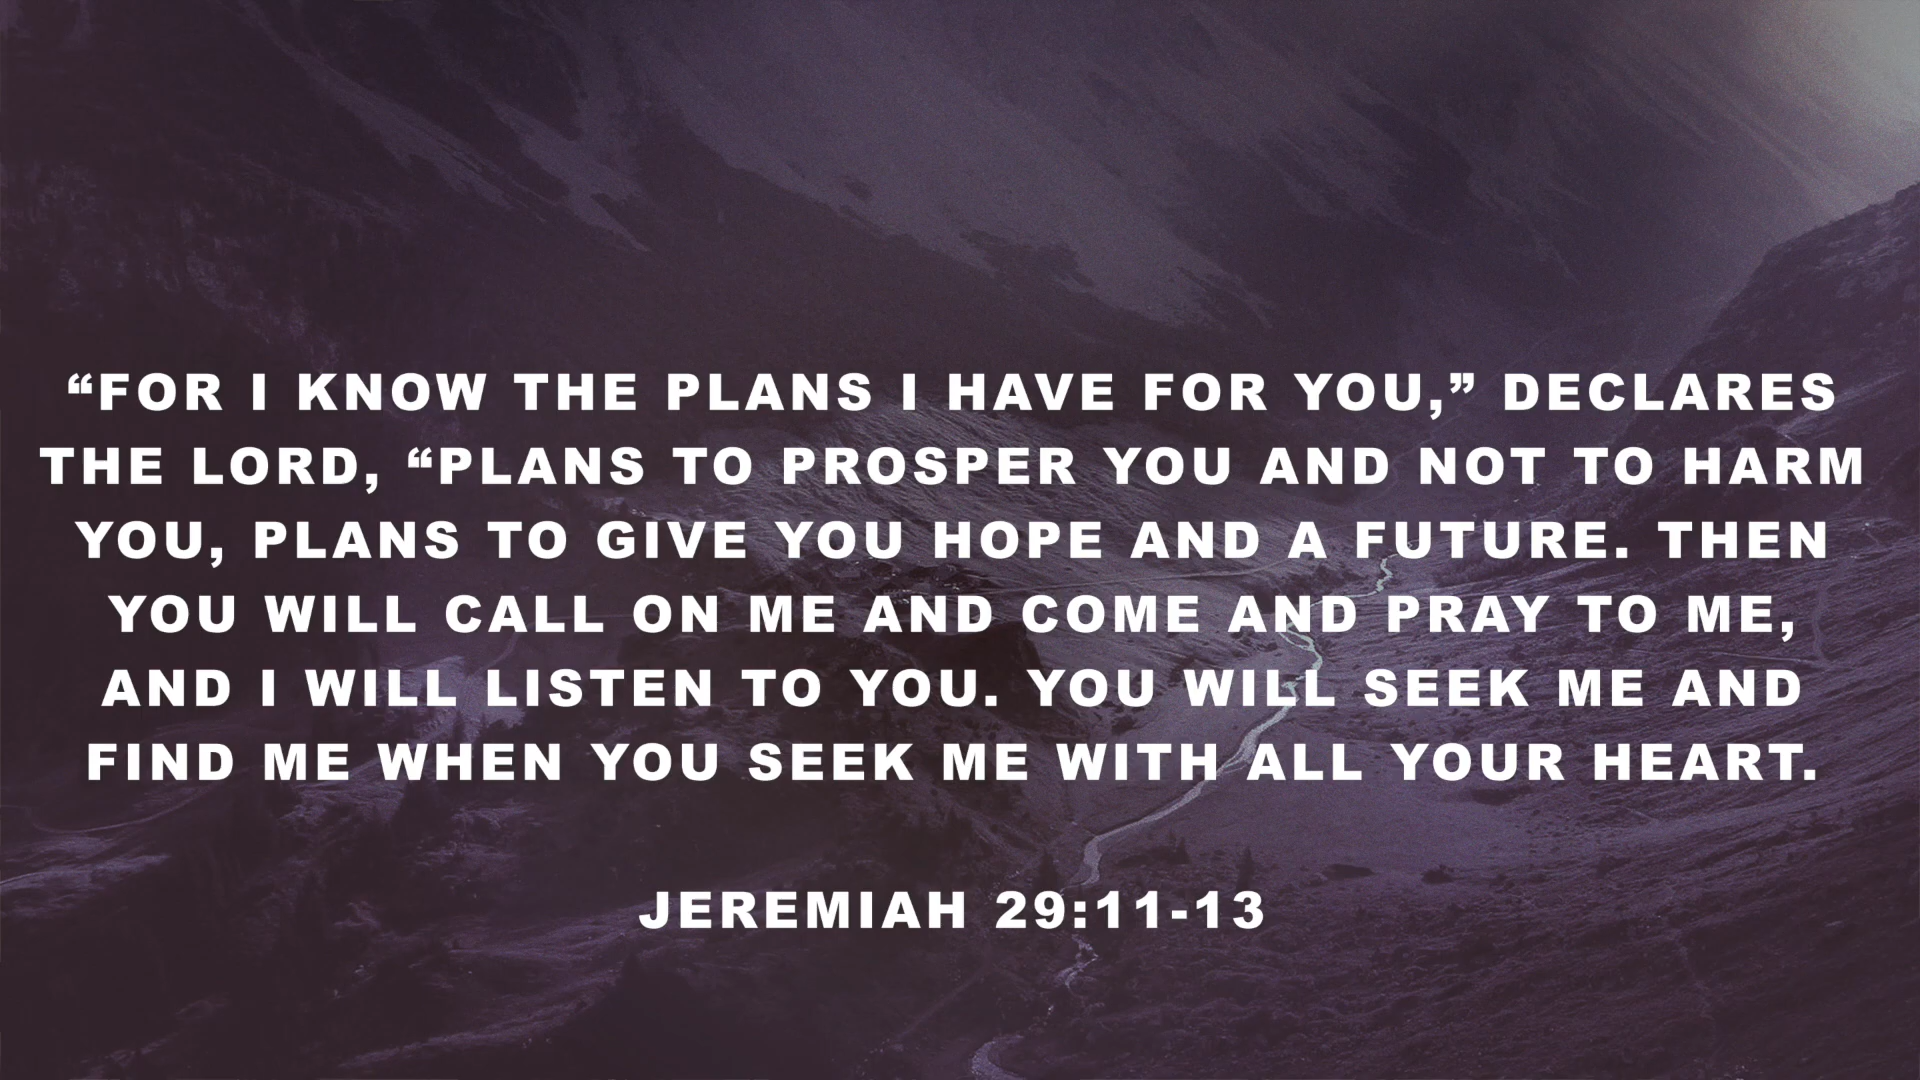 “FOR I KNOW THE PLANS I HAVE FOR YOU,” DECLARES
THE LORD, “PLANS TO PROSPER YOU AND NOT TO HARM
YOU, PLANS TO GIVE YOU HOPE AND A FUTURE. THEN
YOU WILL CALL ON ME AND COME AND PRAY TO ME,
AND I WILL LISTEN TO YOU. YOU WILL SEEK ME AND
FIND ME WHEN YOU SEEK ME WITH ALL YOUR HEART.
JEREMIAH 29:11-13